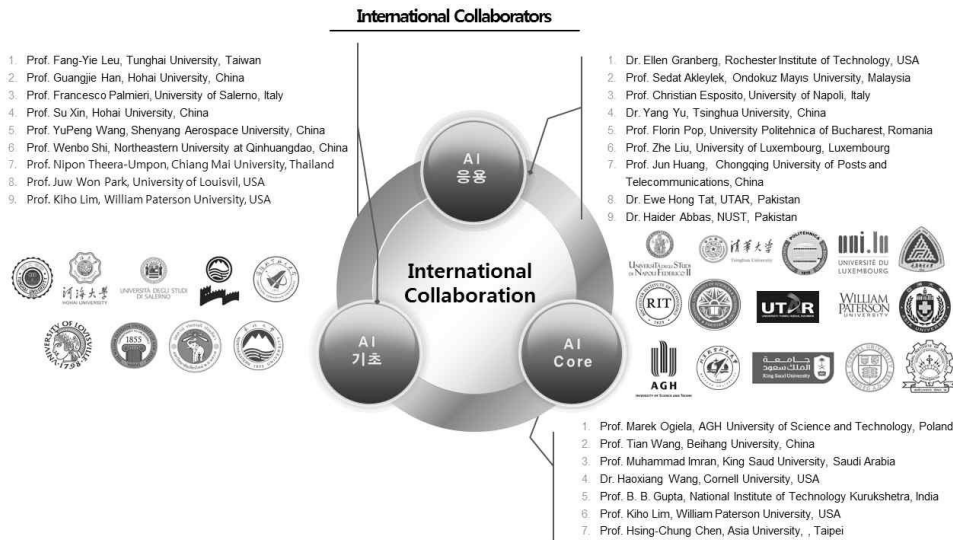 International Collaborators
1. Prof. Fang-Yie Leu, Tunghai University, Taiwan
2. Prof. Guangjie Han, Hohai University, China
3. Prof. Francesco Palmieri, University of Salerno, Italy
4. Prof. Su Xin, Hohai University, China
5. Prof. YuPeng Wang, Shenyang Aerospace University, China
6. Prof. Wenbo Shi, Northeastern University at Qinhuangdao, China
7. Prof. Nipon Theera-Umpon, Chiang Mai University, Thailand
8. Prof. Juw Won Park, University of Louisvil, USA
9. Prof. Kiho Lim, William Paterson University, USA
1. Dr. Ellen Granberg, Rochester Institute of Technology, USA
2. Prof. Sedat Akleylek, Ondokuz Mayıs University, Malaysia
3. Prof. Christian Esposito, University of Napoli, Italy
4. Dr. Yang Yu, Tsinghua University, China
5. Prof. Florin Pop, University Politehnica of Bucharest, Romania
6. Prof. Zhe Liu, University of Luxembourg, Luxembourg
7. Prof. Jun Huang, Chongqing University of Posts and
Telecommunications, China
8. Dr. Ewe Hong Tat, UTAR, Pakistan
9. Dr. Haider Abbas, NUST, Pakistan
AI
응용
International
Collaboration
AI
기초
AI
Core
河海大学
HOHAI UNIVERSITY
UNIVERSITÀ DEGLI STUDI
DI SALERNO
UNIVERSITY OF LOUISVILLE
1798
1855
UNIVERSITÀ DEGLI STUDI DI
NAPOLI FEDERICO II
清华大学
Tsinghua University
POLITEHNICA
uni.lu
UNIVERSITÉ DU
LUXEMBOURG
RIT
UTAR
WILLIAM
PATERSON
UNIVERSITY
AGH
جامعة
الملك سعود
King Saud University
1. Prof. Marek Ogiela, AGH University of Science and Technology, Poland
2. Prof. Tian Wang, Beihang University, China
3. Prof. Muhammad Imran, King Saud University, Saudi Arabia
4. Dr. Haoxiang Wang, Cornell University, USA
5. Prof. B. B. Gupta, National Institute of Technology Kurukshetra, India
6. Prof. Kiho Lim, William Paterson University, USA
7. Prof. Hsing-Chung Chen, Asia University, , Taipei